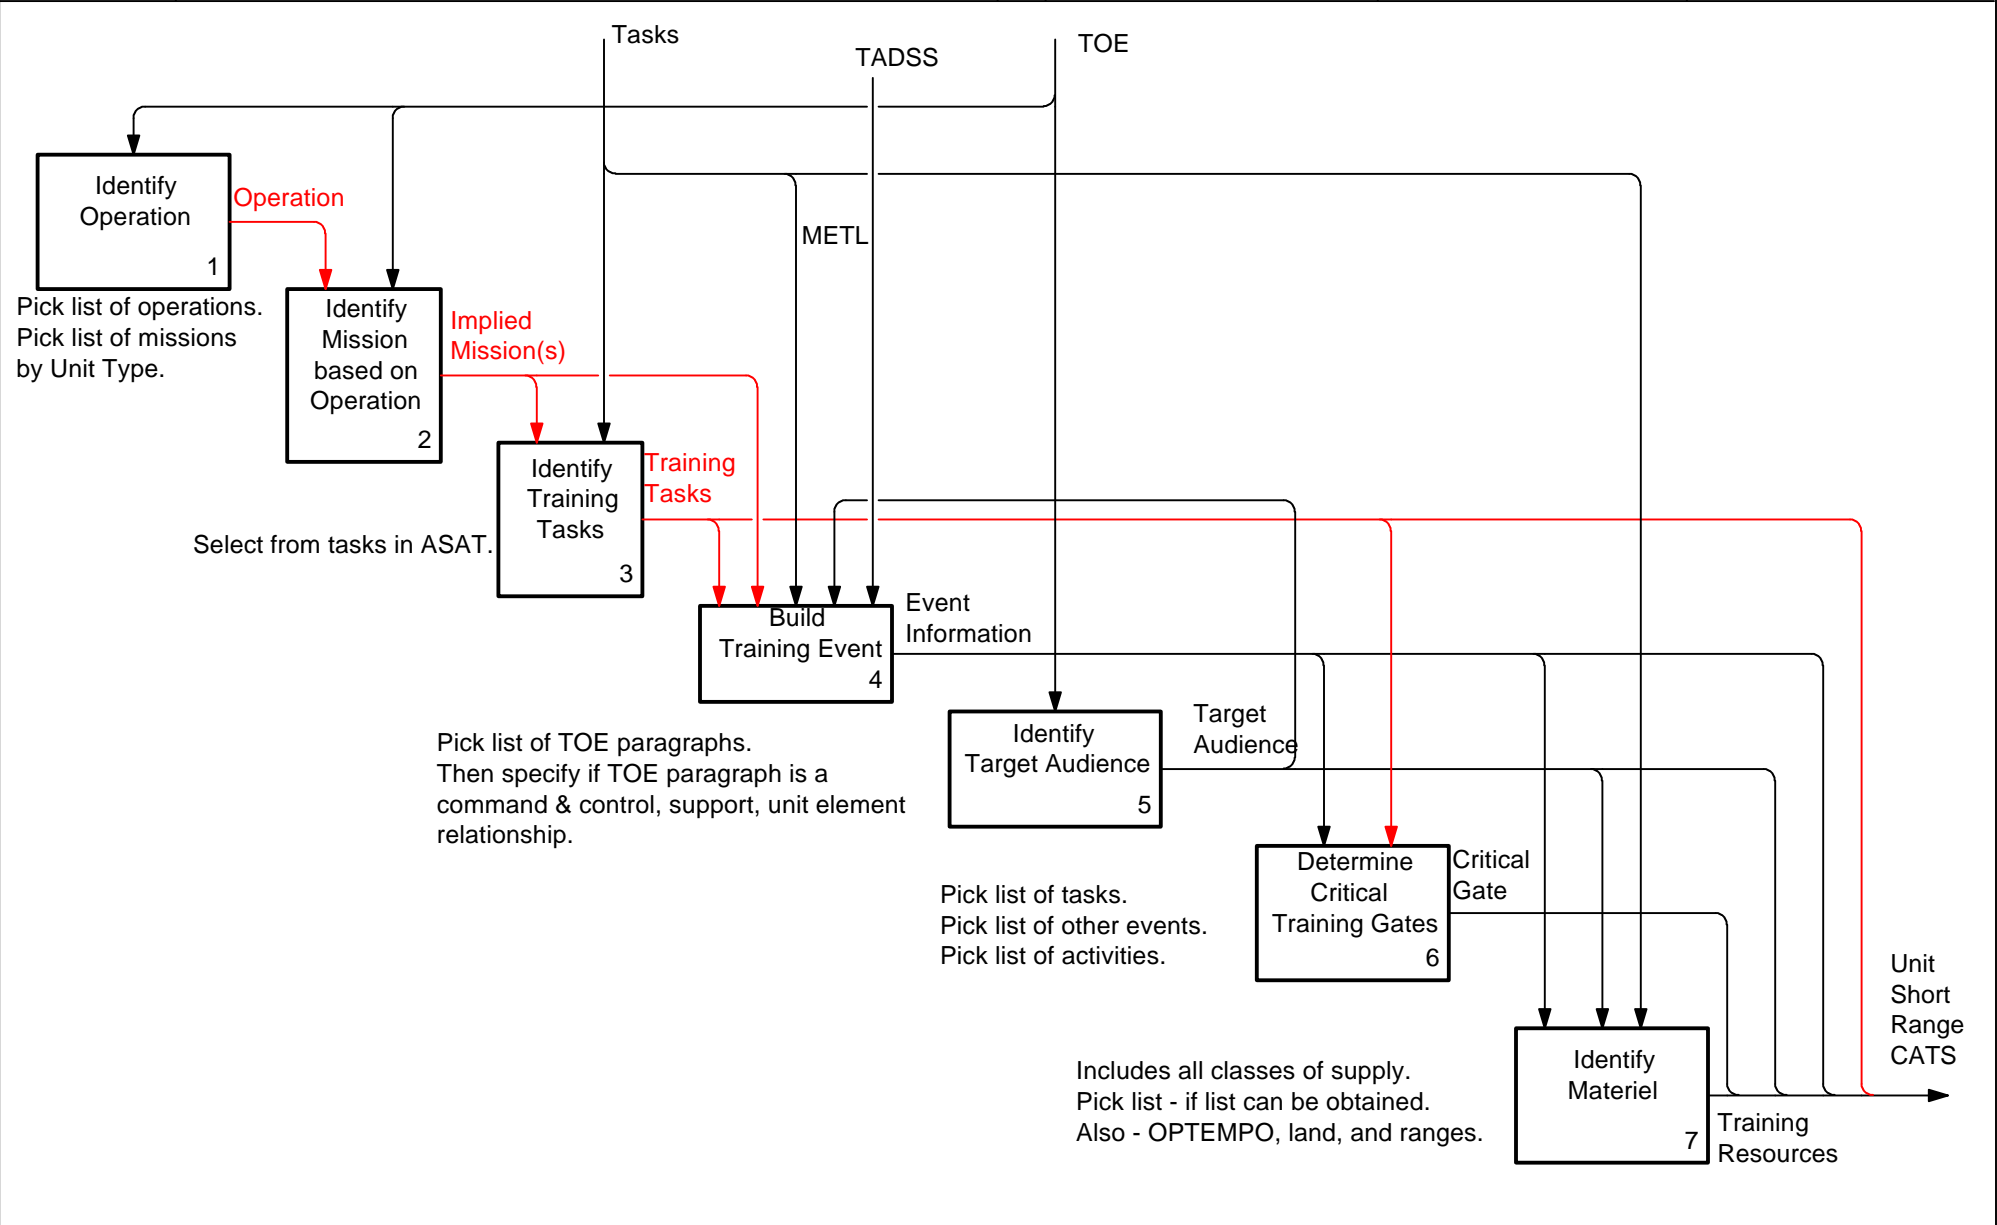 Tasks
TADSS
TOE
Identify
Operation
1
Operation
METL
Pick list of operations.
Pick list of missions
by Unit Type.
Identify
Mission
based on
Operation
2
Implied
Mission(s)
Identify
Training
Tasks
3
Training
Tasks
Select from tasks in ASAT.
Build
Training Event
4
Event
Information
Pick list of TOE paragraphs.
Then specify if TOE paragraph is a
command & control, support, unit element
relationship.
Identify
Target Audience
5
Target
Audience
Pick list of tasks.
Pick list of other events.
Pick list of activities.
Determine
Critical
Training Gates
6
Critical
Gate
Unit
Short
Range
CATS
Includes all classes of supply.
Pick list - if list can be obtained.
Also - OPTEMPO, land, and ranges.
Identify
Materiel
7
Training
Resources